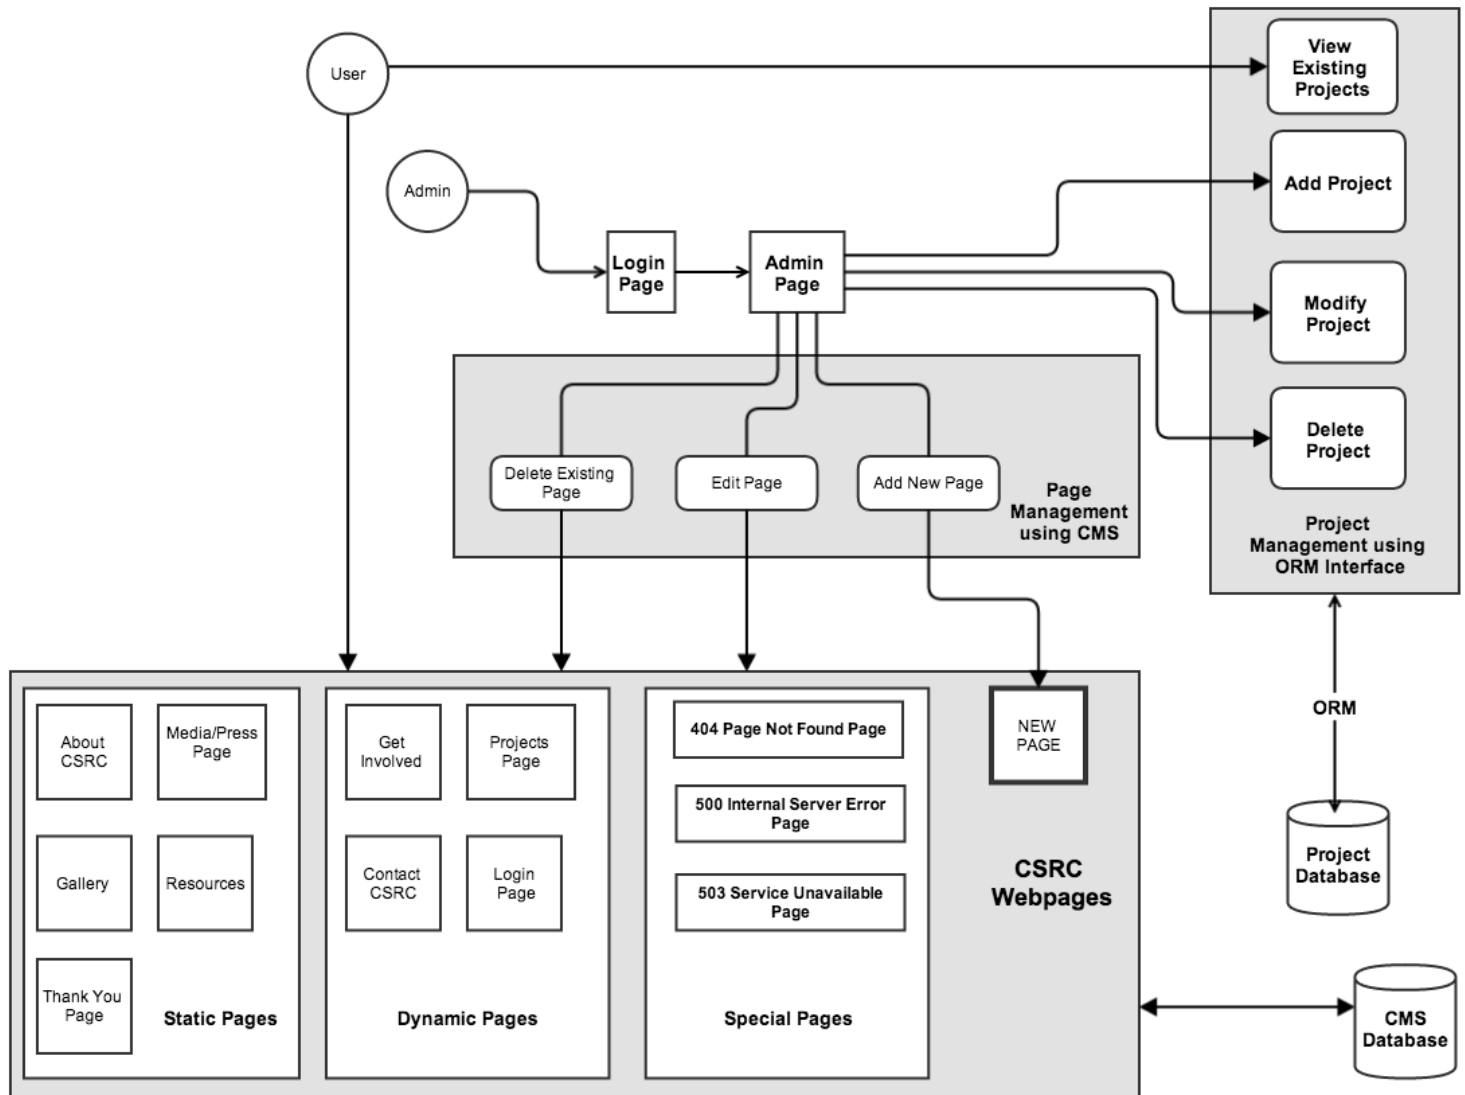 User
View
Existing
Projects
Admin
Add Project
Login
Page
Admin
Page
Modify
Project
Delete
Project
Delete Existing
Page
Edit Page
Add New Page
Page
Management
using CMS
Project
Management using
ORM Interface
ORM
About
CSRC
Media/Press
Page
Get
Involved
Projects
Page
404 Page Not Found Page
NEW
PAGE
500 Internal Server Error
Page
Gallery
Resources
Contact
CSRC
Login
Page
503 Service Unavailable
Page
CSRC
Webpages
Project
Database
Thank You
Page
Static Pages
Dynamic Pages
Special Pages
CMS
Database